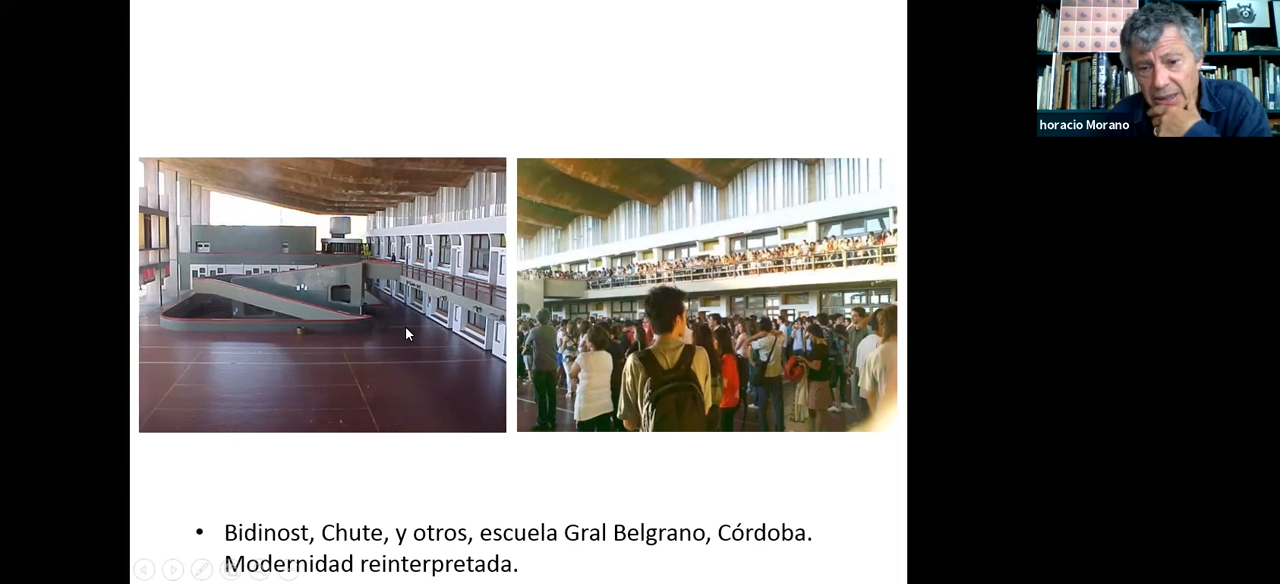 horacio Morano
• Bidinost, Chute, y otros, escuela Gral Belgrano, Córdoba.
Modernidad reinterpretada.